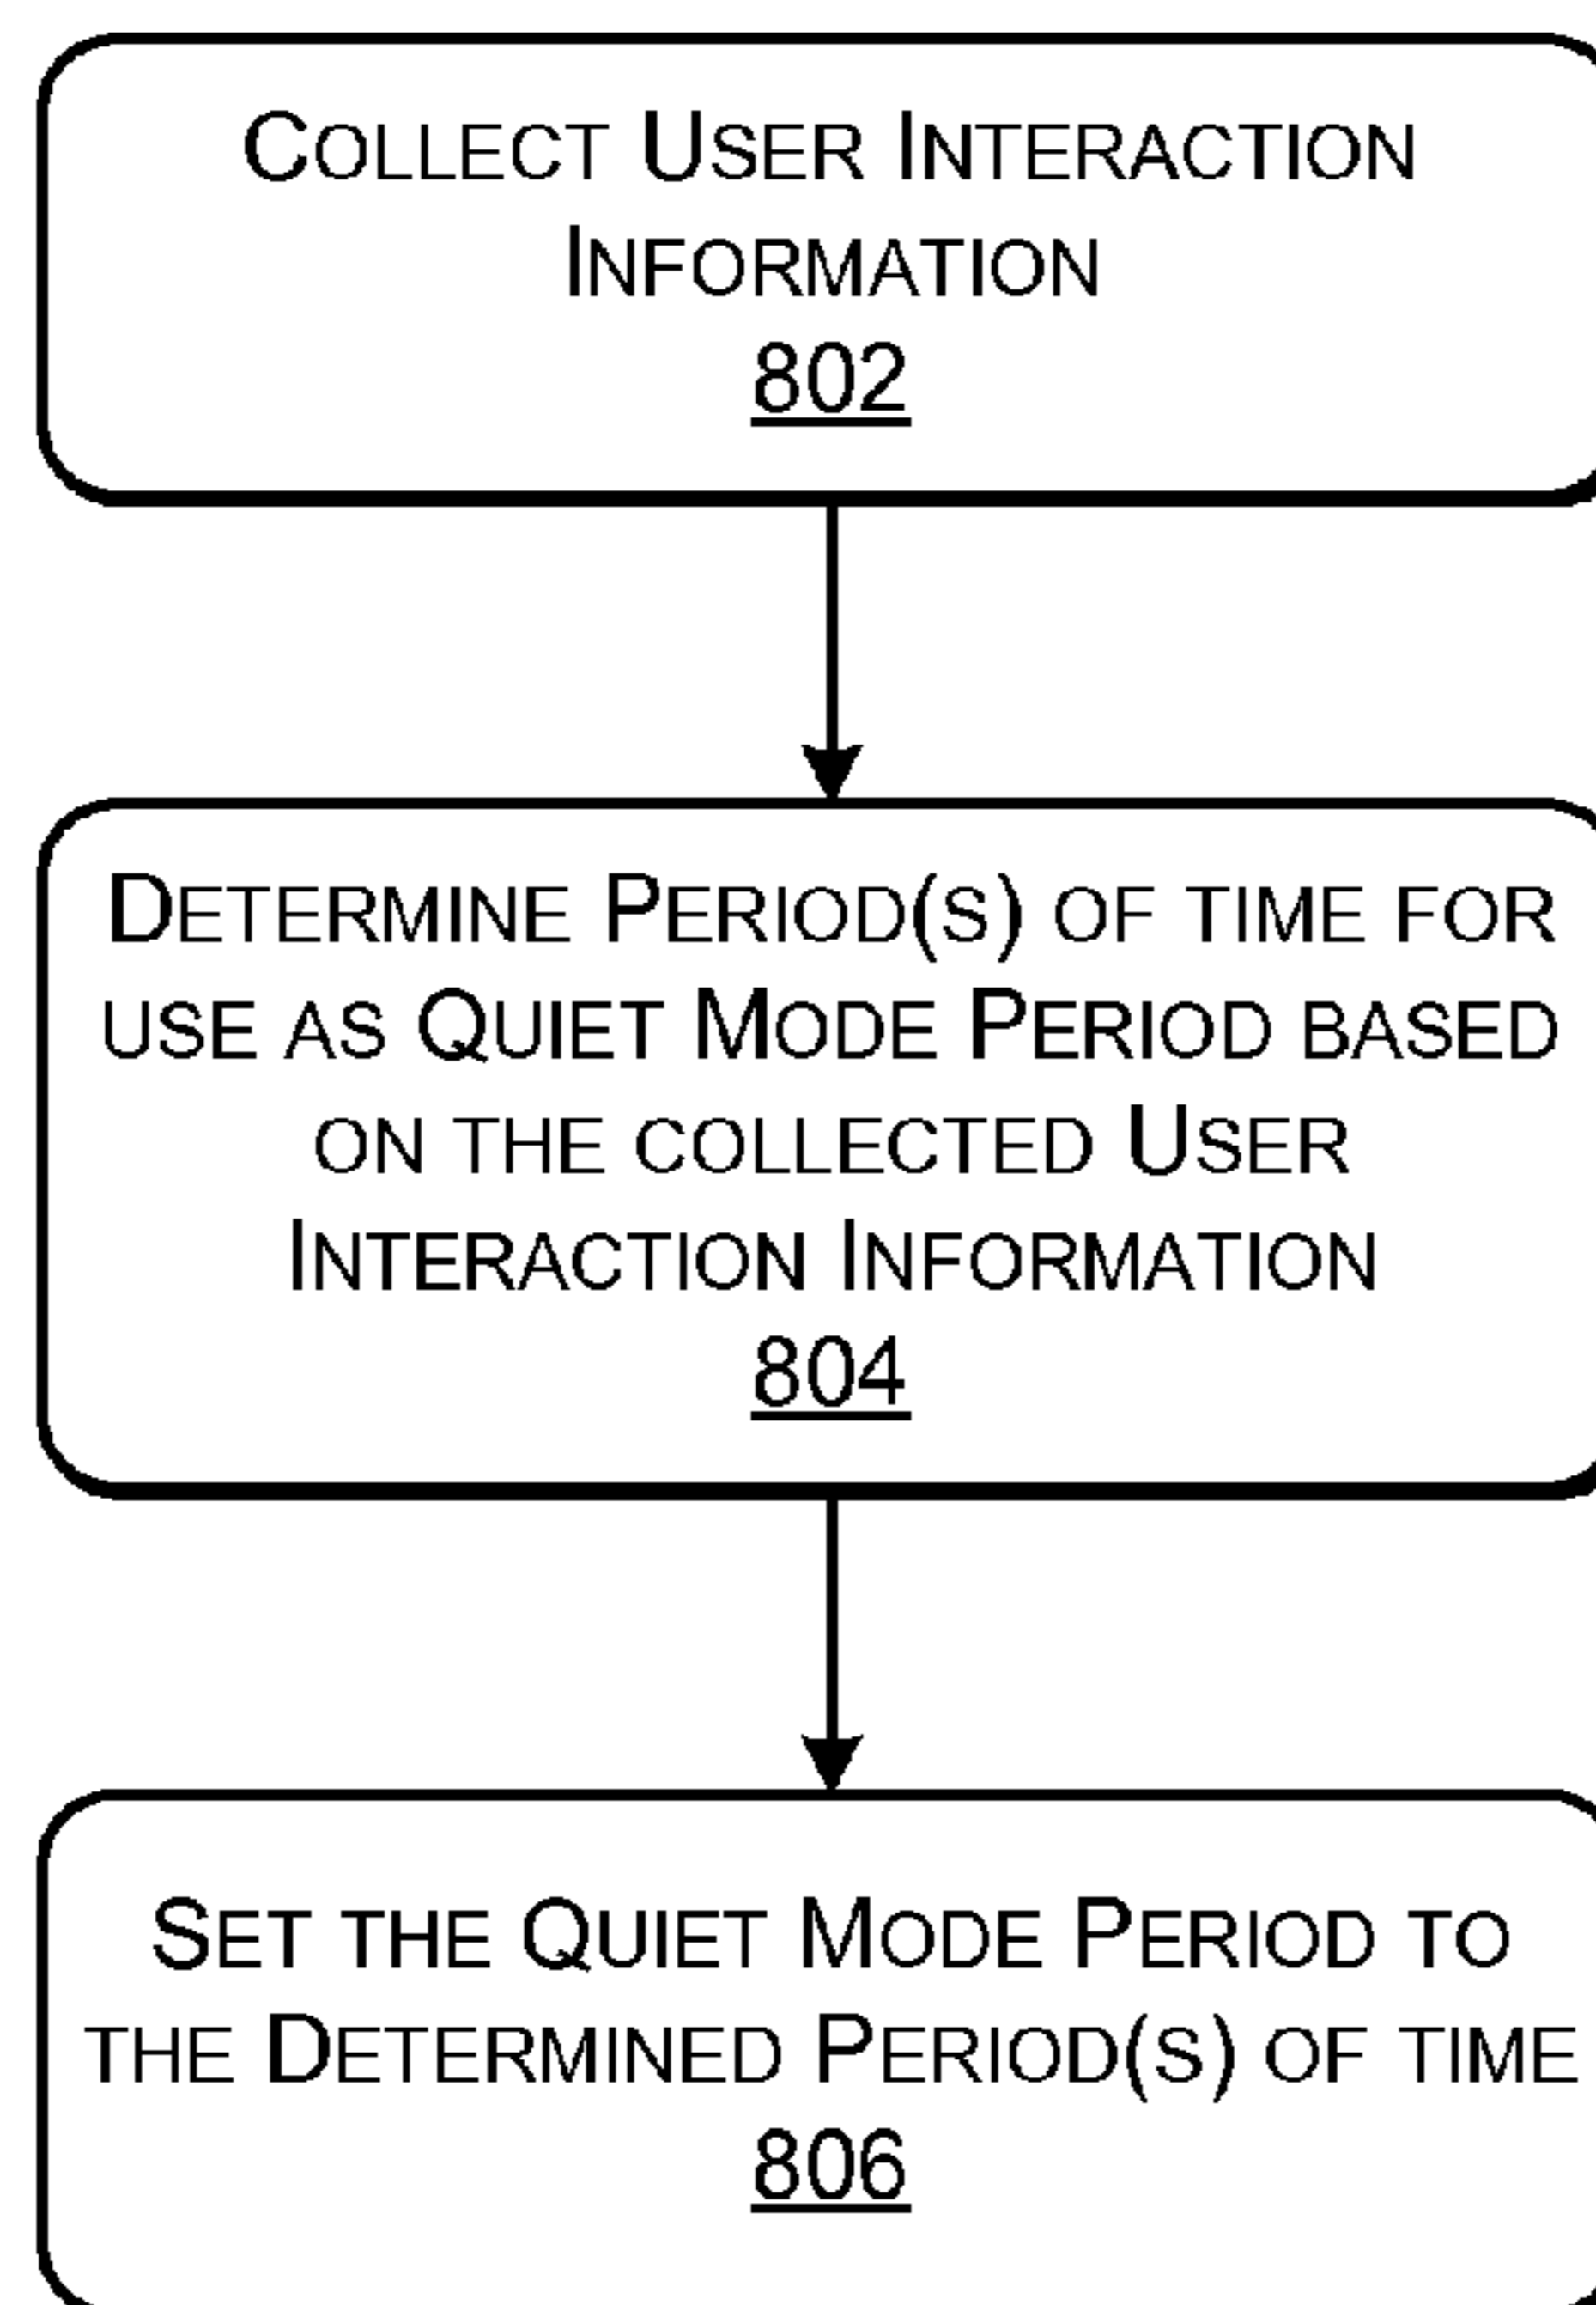 Collect User Interaction
Information
802
Determine Period(s) of time for
use as Quiet Mode Period based
on the collected User
Interaction Information
804
Set the Quiet Mode Period to
the Determined Period(s) of time
806